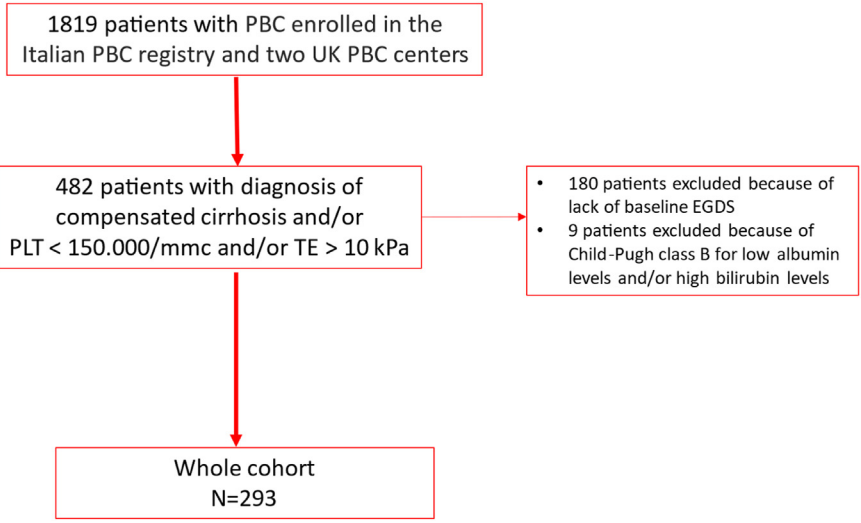 1819 patients with PBC enrolled in the
Italian PBC registry and two UK PBC centers
482 patients with diagnosis of
compensated cirrhosis and/or
PLT < 150.000/mmc and/or TE > 10 kPa
• 180 patients excluded because of
lack of baseline EGDS
• 9 patients excluded because of
Child-Pugh class B for low albumin
levels and/or high bilirubin levels
Whole cohort
N=293